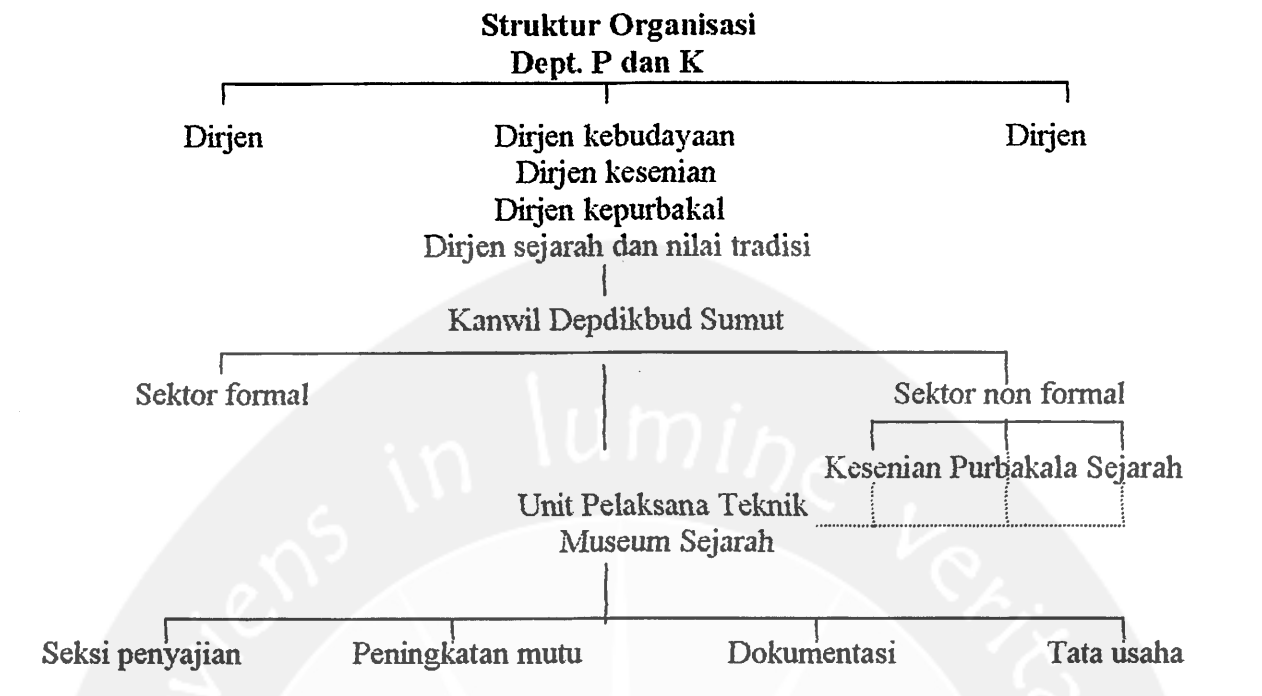 Struktur Organisasi
Dept. P dan K
Dirjen Dirjen kebudayaan Dirjen
Dirjen kesenian
Dirjen kepurbakal
Dirjen sejarah dan nilai tradisi
Kanwil Depdikbud Sumut
Sektor formal Sektor non formal
Kesenian Purbakala Sejarah
Unit Pelaksana Teknik
Museum Sejarah
Seksi penyajian Peningkatan mutu Dokumentasi Tata usaha
in lumine